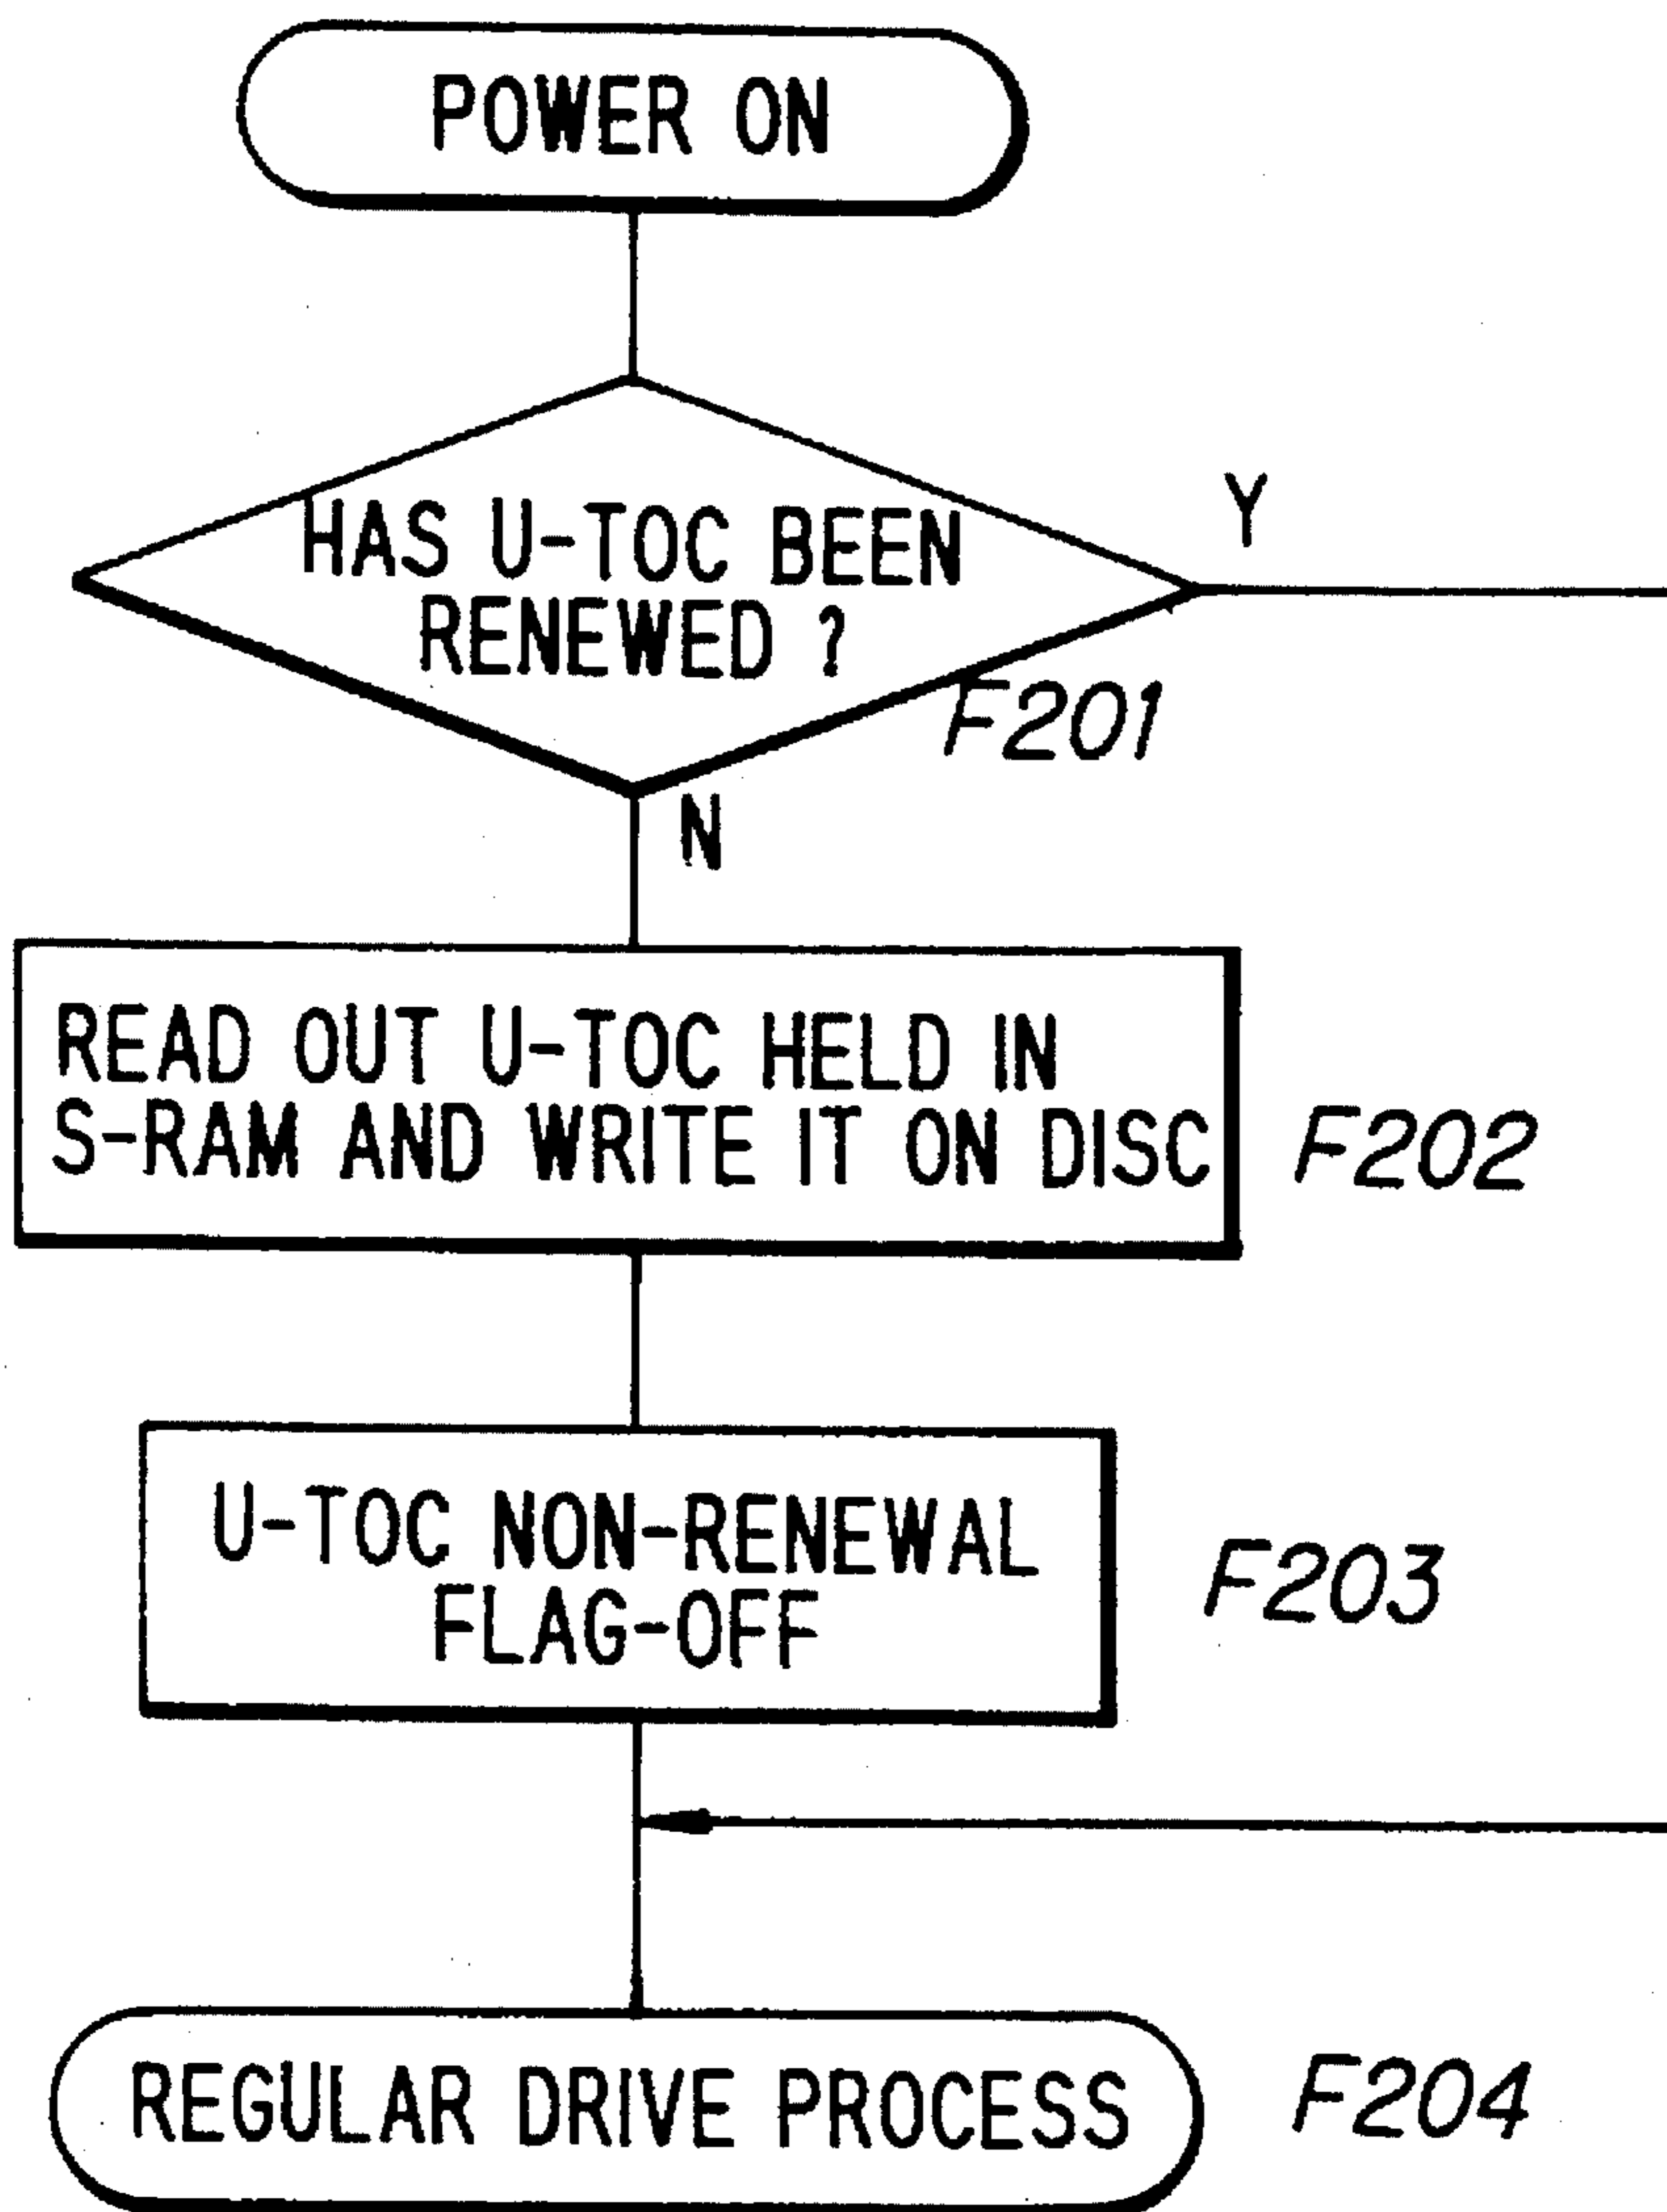 POWER ON
HAS U-TOC BEEN
RENEWED ?
Y
F201
N
READ OUT U-TOC HELD IN
S-RAM AND WRITE IT ON DISC
F202
U-TOC NON-RENEWAL
FLAG-OFF
F203
REGULAR DRIVE PROCESS
F204